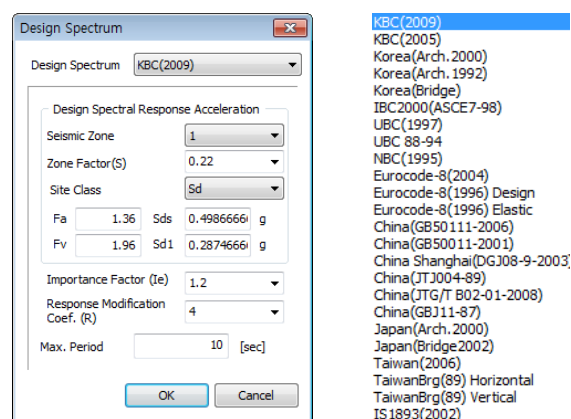 Design Spectrum
Design Spectrum KBC(2009)
Design Spectral Response Acceleration
Seismic Zone 1
Zone Factor(S) 0.22
Site Class Sd
Fa 1.36 Sds 0.498666 g
Fv 1.96 Sd1 0.287466 g
Importance Factor (Ie) 1.2
Response Modification
Coef. (R) 4
Max. Period 10 [sec]
OK Cancel
KBC(2009)
KBC(2005)
Korea(Arch.2000)
Korea(Arch.1992)
Korea(Bridge)
IBC2000(ASCE7-98)
UBC(1997)
UBC 88-94
NBC(1995)
Eurocode-8(2004)
Eurocode-8(1996) Design
Eurocode-8(1996) Elastic
China(GB50111-2006)
China(GB50011-2001)
China Shanghai(DGJ08-9-2003)
China(JTJ004-89)
China(JTG/T B02-01-2008)
China(GBJ11-87)
Japan(Arch.2000)
Japan(Bridge2002)
Taiwan(2006)
TaiwanBrg(89) Horizontal
TaiwanBrg(89) Vertical
IS1893(2002)